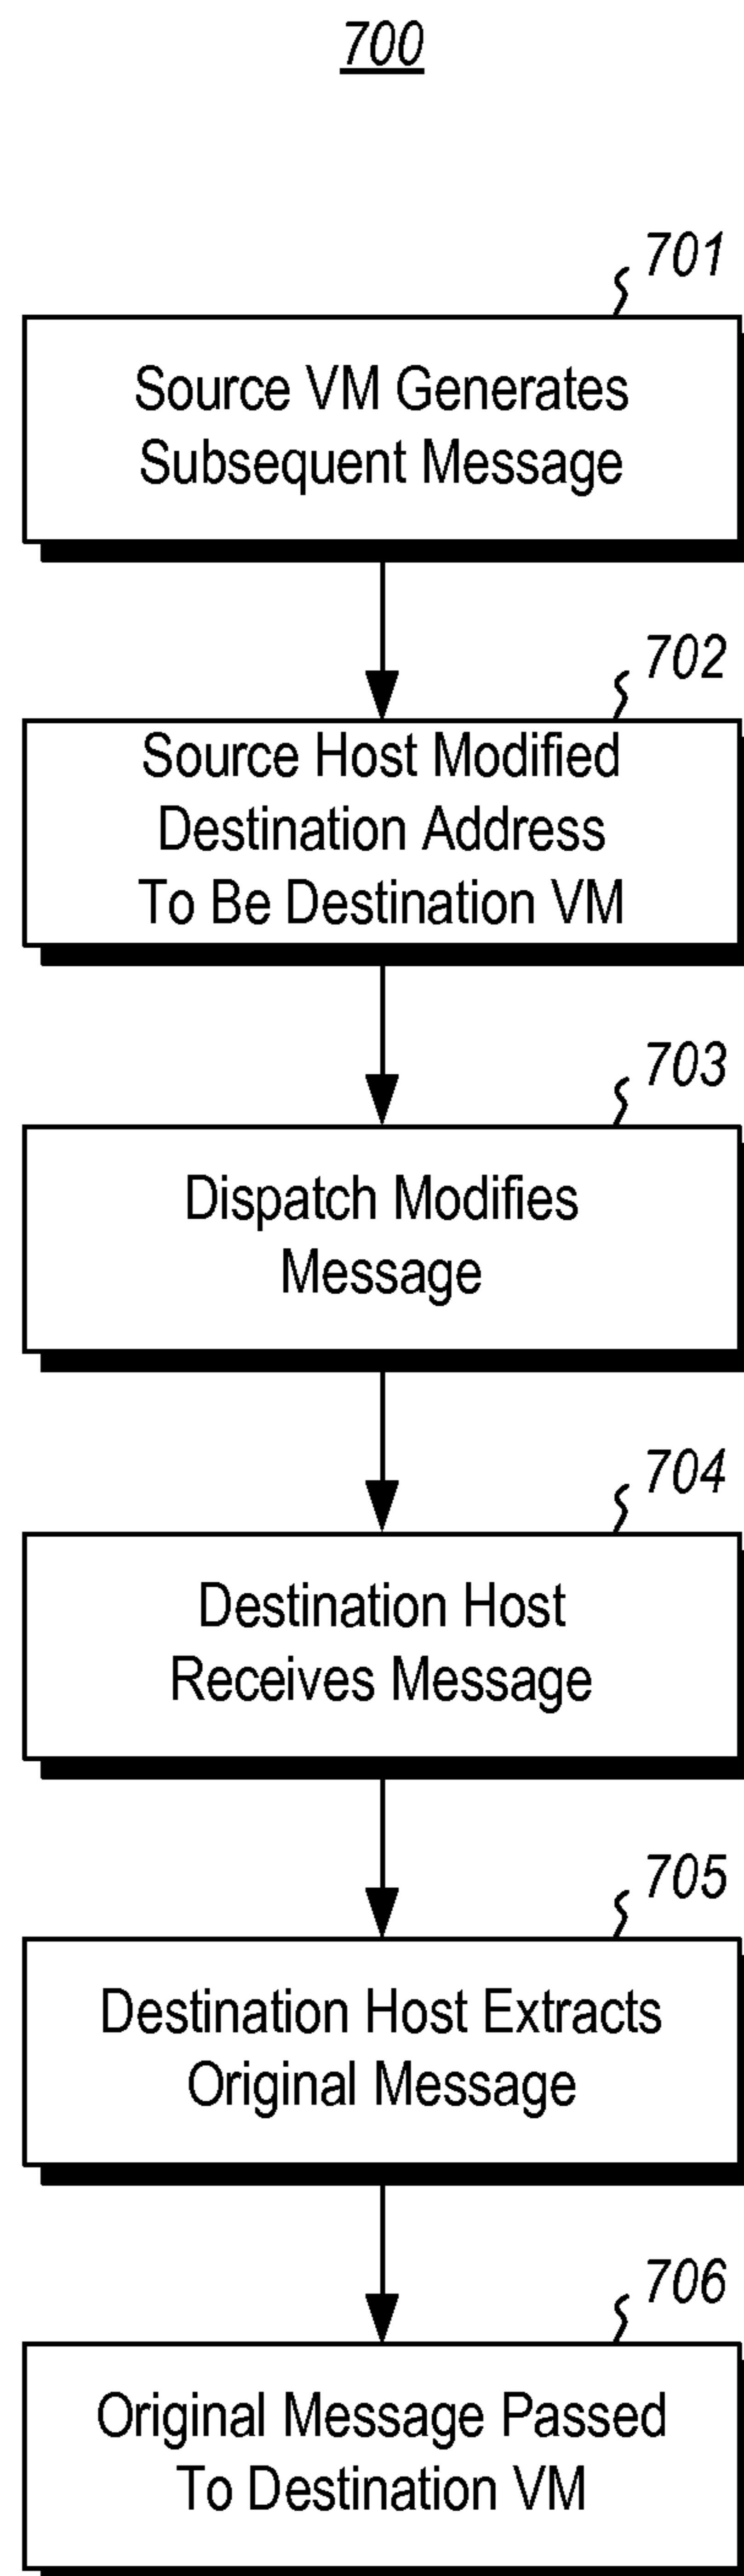 700
701
Source VM Generates
Subsequent Message
702
Source Host Modified
Destination Address
To Be Destination VM
703
Dispatch Modifies
Message
704
Destination Host
Receives Message
705
Destination Host Extracts
Original Message
706
Original Message Passed
To Destination VM